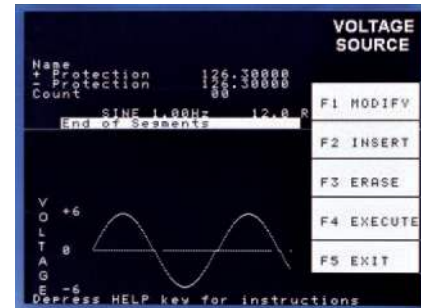 VOLTAGE
SOURCE
Name
+ Protection 126.30000
- Protection 126.30000
Count 00
SINE 1.00Hz 12.0 R
End of Segments
F1 MODIFY
F2 INSERT
F3 ERASE
F4 EXECUTE
F5 EXIT
VOLTAGE
+6
0
-6
Depress HELP key for instructions